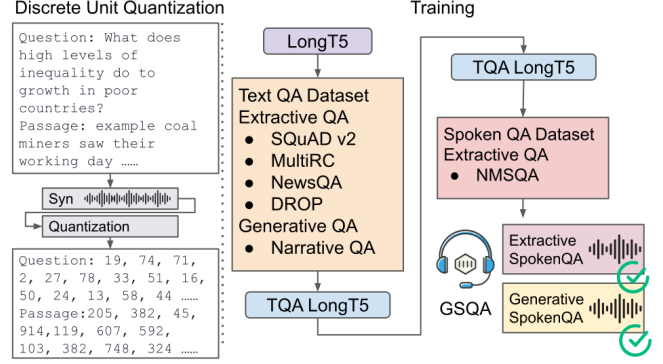 Discrete Unit Quantization
Question: What does
high levels of
inequality do to
growth in poor
countries?
Passage: example coal
miners saw their
working day ……
Syn
Quantization
Question: 19, 74, 71,
2, 27, 78, 33, 51, 16,
50, 24, 13, 58, 44 ……
Passage:205, 382, 45,
914,119, 607, 592,
103, 382, 748, 324 ……
Training
LongT5
Text QA Dataset
Extractive QA
● SQuAD v2
● MultiRC
● NewsQA
● DROP
Generative QA
● Narrative QA
TQA LongT5
TQA LongT5
Spoken QA Dataset
Extractive QA
● NMSQA
GSQA
Extractive
SpokenQA
Generative
SpokenQA